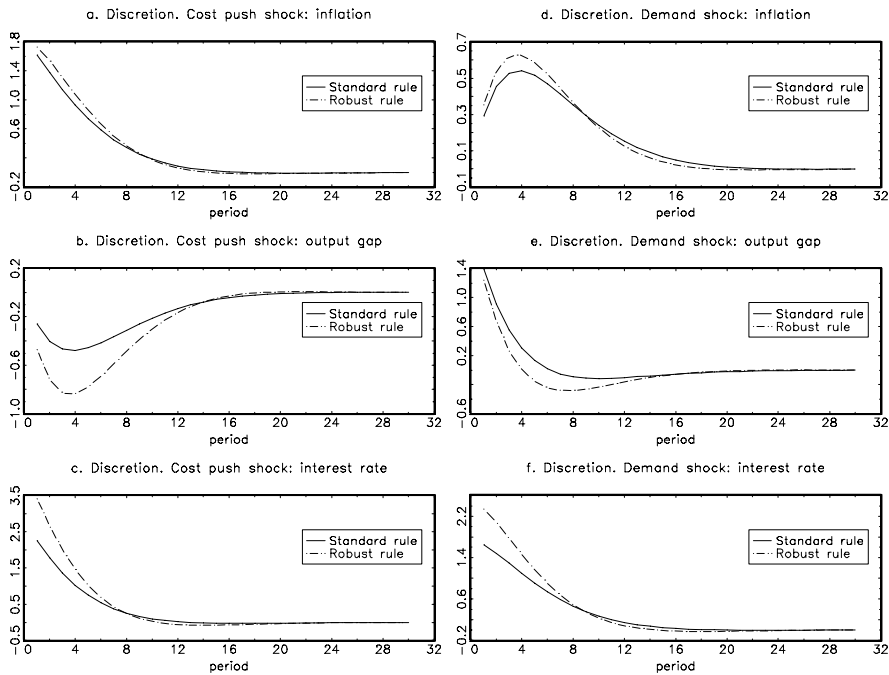 a. Discretion. Cost push shock: inflation
1.8
1.4
1.0
0.6
-0.2
0 4 8 12 16 20 24 28 32
period
Standard rule
Robust rule
b. Discretion. Cost push shock: output gap
0.2
-0.2
-0.6
-1.0
0 4 8 12 16 20 24 28 32
period
Standard rule
Robust rule
c. Discretion. Cost push shock: interest rate
3.5
2.5
1.5
0.5
-0.5
0 4 8 12 16 20 24 28 32
period
Standard rule
Robust rule
d. Discretion. Demand shock: inflation
0.7
0.5
0.3
0.1
-0.1
0 4 8 12 16 20 24 28 32
period
Standard rule
Robust rule
e. Discretion. Demand shock: output gap
1.4
1.0
0.6
0.2
-0.6
0 4 8 12 16 20 24 28 32
period
Standard rule
Robust rule
f. Discretion. Demand shock: interest rate
2.2
1.4
0.6
-0.2
0 4 8 12 16 20 24 28 32
period
Standard rule
Robust rule